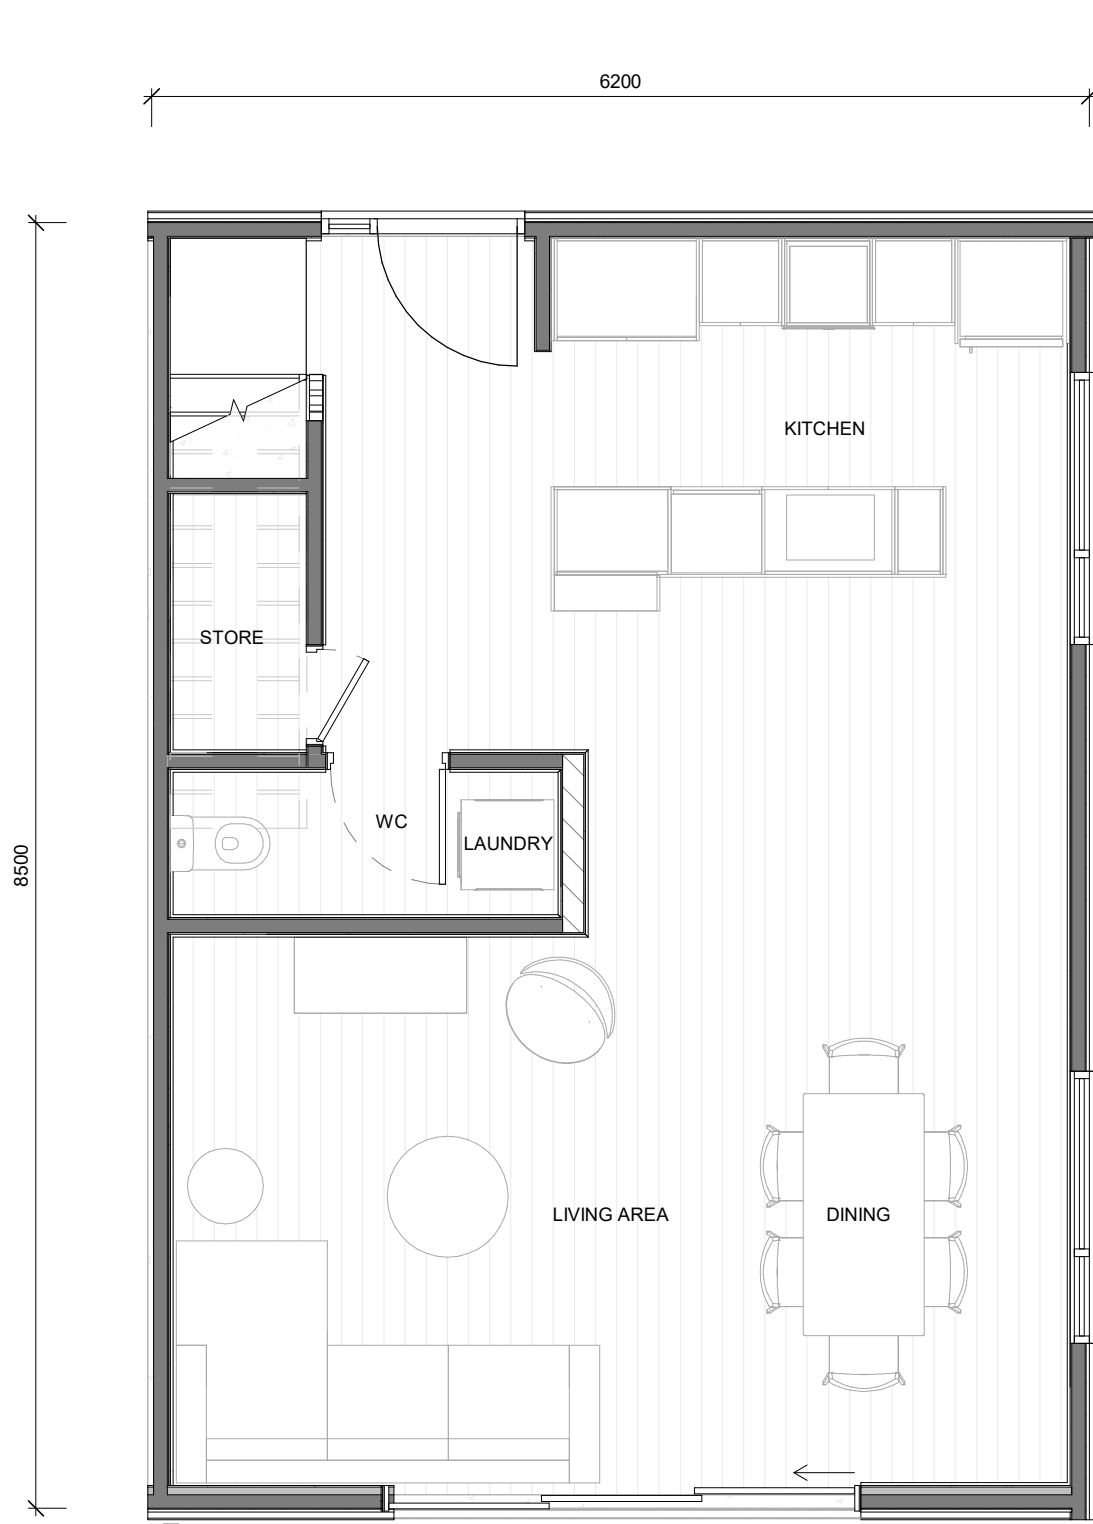 6200
KITCHEN
STORE
WC
LAUNDRY
8500
LIVING AREA
DINING